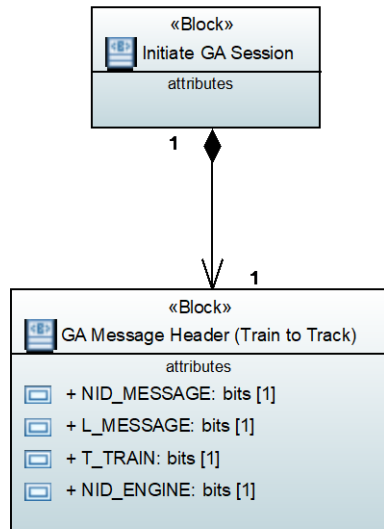 «Block»
Initiate GA Session
attributes
1
1
«Block»
GA Message Header (Train to Track)
attributes
+ NID_MESSAGE: bits [1]
+ L_MESSAGE: bits [1]
+ T_TRAIN: bits [1]
+ NID_ENGINE: bits [1]